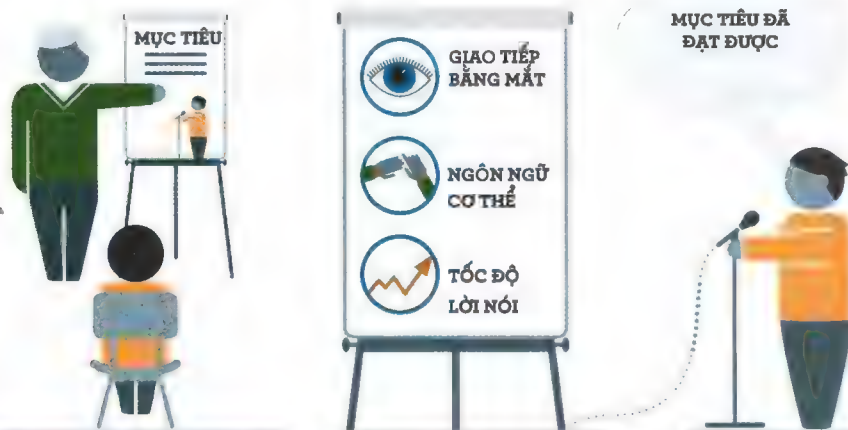 MỤC TIÊU
GIAO TIẾP
BẰNG MẮT
NGÔN NGỮ
CƠ THỂ
TỐC ĐỘ
LỜI NÓI
MỤC TIÊU ĐÃ
ĐẠT ĐƯỢC